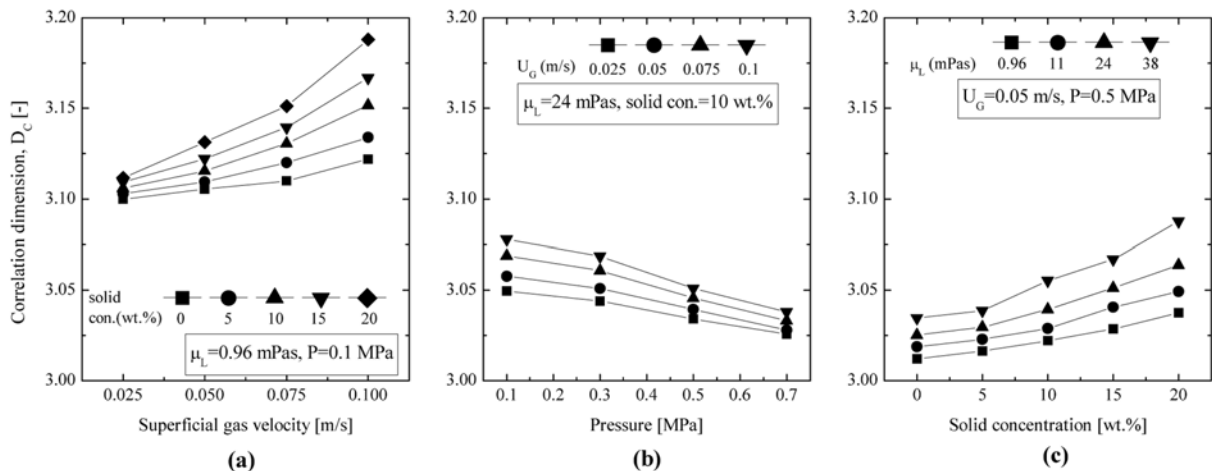 Correlation dimension, D_C [-]
(a)
3.20
3.15
3.10
3.05
3.00
solid
con.(wt.%) 0 5 10 15 20
μ_L=0.96 mPas, P=0.1 MPa
0.025 0.050 0.075 0.100
Superficial gas velocity [m/s]
(a)
(b)
3.20
3.15
3.10
3.05
3.00
U_G (m/s) 0.025 0.05 0.075 0.1
μ_L=24 mPas, solid con.=10 wt.%
0.1 0.2 0.3 0.4 0.5 0.6 0.7
Pressure [MPa]
(b)
(c)
3.20
3.15
3.10
3.05
3.00
μ_L (mPas) 0.96 11 24 38
U_G=0.05 m/s, P=0.5 MPa
0 5 10 15 20
Solid concentration [wt.%]
(c)